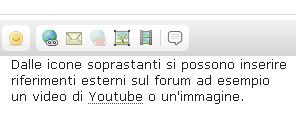 Dalle icone soprastanti si possono inserire
riferimenti esterni sul forum ad esempio
un video di Youtube o un'immagine.